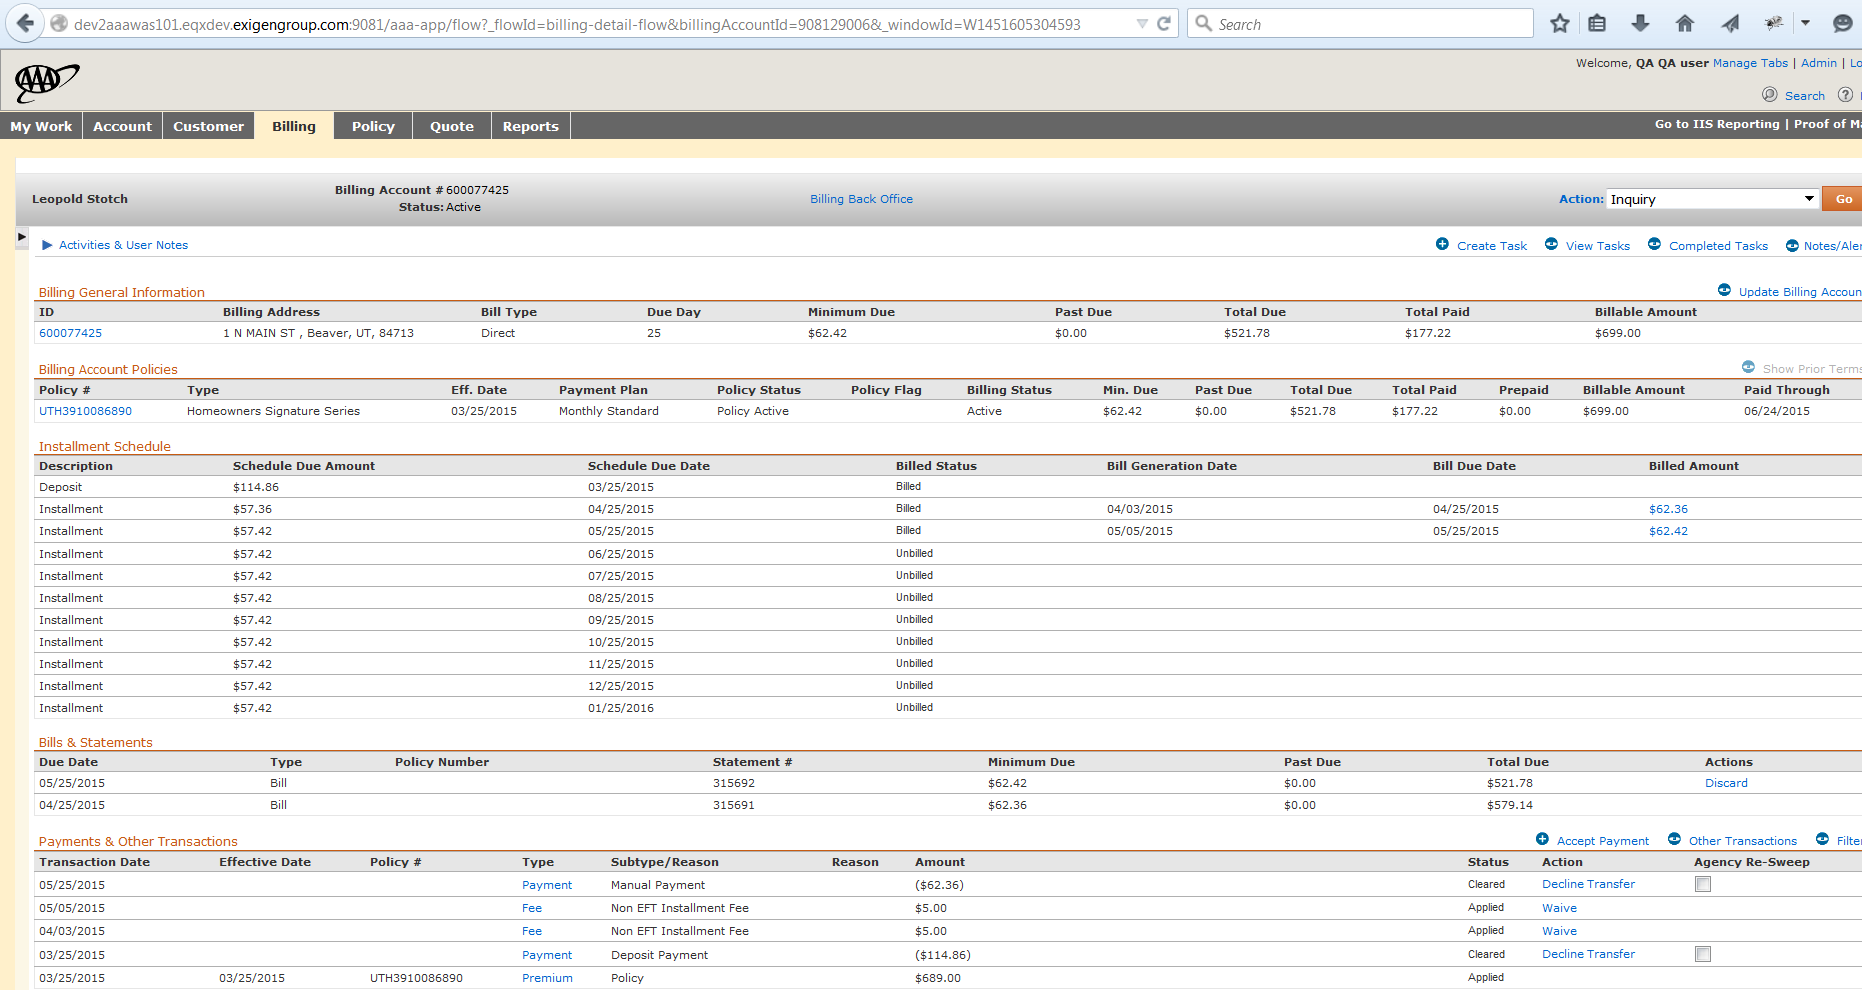 dev2aaawas101.eqxdev.exigengroup.com:9081/aaa-app/flow?_flowId=billing-detail-flow&billingAccountId=908129006&_windowId=W1451605304593 Search
AAA
Welcome, QA QA user Manage Tabs | Admin | Lo
Search ?
My Work Account Customer Billing Policy Quote Reports Go to IIS Reporting | Proof of Ma
Leopold Stotch Billing Account # 600077425 Billing Back Office Action: Inquiry Go
Status: Active
Activities & User Notes Create Task View Tasks Completed Tasks Notes/Aler
Billing General Information Update Billing Accoun
ID Billing Address Bill Type Due Day Minimum Due Past Due Total Due Total Paid Billable Amount
600077425 1 N MAIN ST , Beaver, UT, 84713 Direct 25 $62.42 $0.00 $521.78 $177.22 $699.00
Billing Account Policies Show Prior Terms
Policy # Type Eff. Date Payment Plan Policy Status Policy Flag Billing Status Min. Due Past Due Total Due Total Paid Prepaid Billable Amount Paid Through
UTH3910086890 Homeowners Signature Series 03/25/2015 Monthly Standard Policy Active Active $62.42 $0.00 $521.78 $177.22 $0.00 $699.00 06/24/2015
Installment Schedule
Description Schedule Due Amount Schedule Due Date Billed Status Bill Generation Date Bill Due Date Billed Amount
Deposit $114.86 03/25/2015 Billed
Installment $57.36 04/25/2015 Billed 04/03/2015 04/25/2015 $62.36
Installment $57.42 05/25/2015 Billed 05/05/2015 05/25/2015 $62.42
Installment $57.42 06/25/2015 Unbilled
Installment $57.42 07/25/2015 Unbilled
Installment $57.42 08/25/2015 Unbilled
Installment $57.42 09/25/2015 Unbilled
Installment $57.42 10/25/2015 Unbilled
Installment $57.42 11/25/2015 Unbilled
Installment $57.42 12/25/2015 Unbilled
Installment $57.42 01/25/2016 Unbilled
Bills & Statements
Due Date Type Policy Number Statement # Minimum Due Past Due Total Due Actions
05/25/2015 Bill 315692 $62.42 $0.00 $521.78 Discard
04/25/2015 Bill 315691 $62.36 $0.00 $579.14
Payments & Other Transactions Accept Payment Other Transactions Filte
Transaction Date Effective Date Policy # Type Subtype/Reason Reason Amount Status Action Agency Re-Sweep
05/25/2015 Payment Manual Payment ($62.36) Cleared Decline Transfer
05/05/2015 Fee Non EFT Installment Fee $5.00 Applied Waive
04/03/2015 Fee Non EFT Installment Fee $5.00 Applied Waive
03/25/2015 Payment Deposit Payment ($114.86) Cleared Decline Transfer
03/25/2015 03/25/2015 UTH3910086890 Premium Policy $689.00 Applied